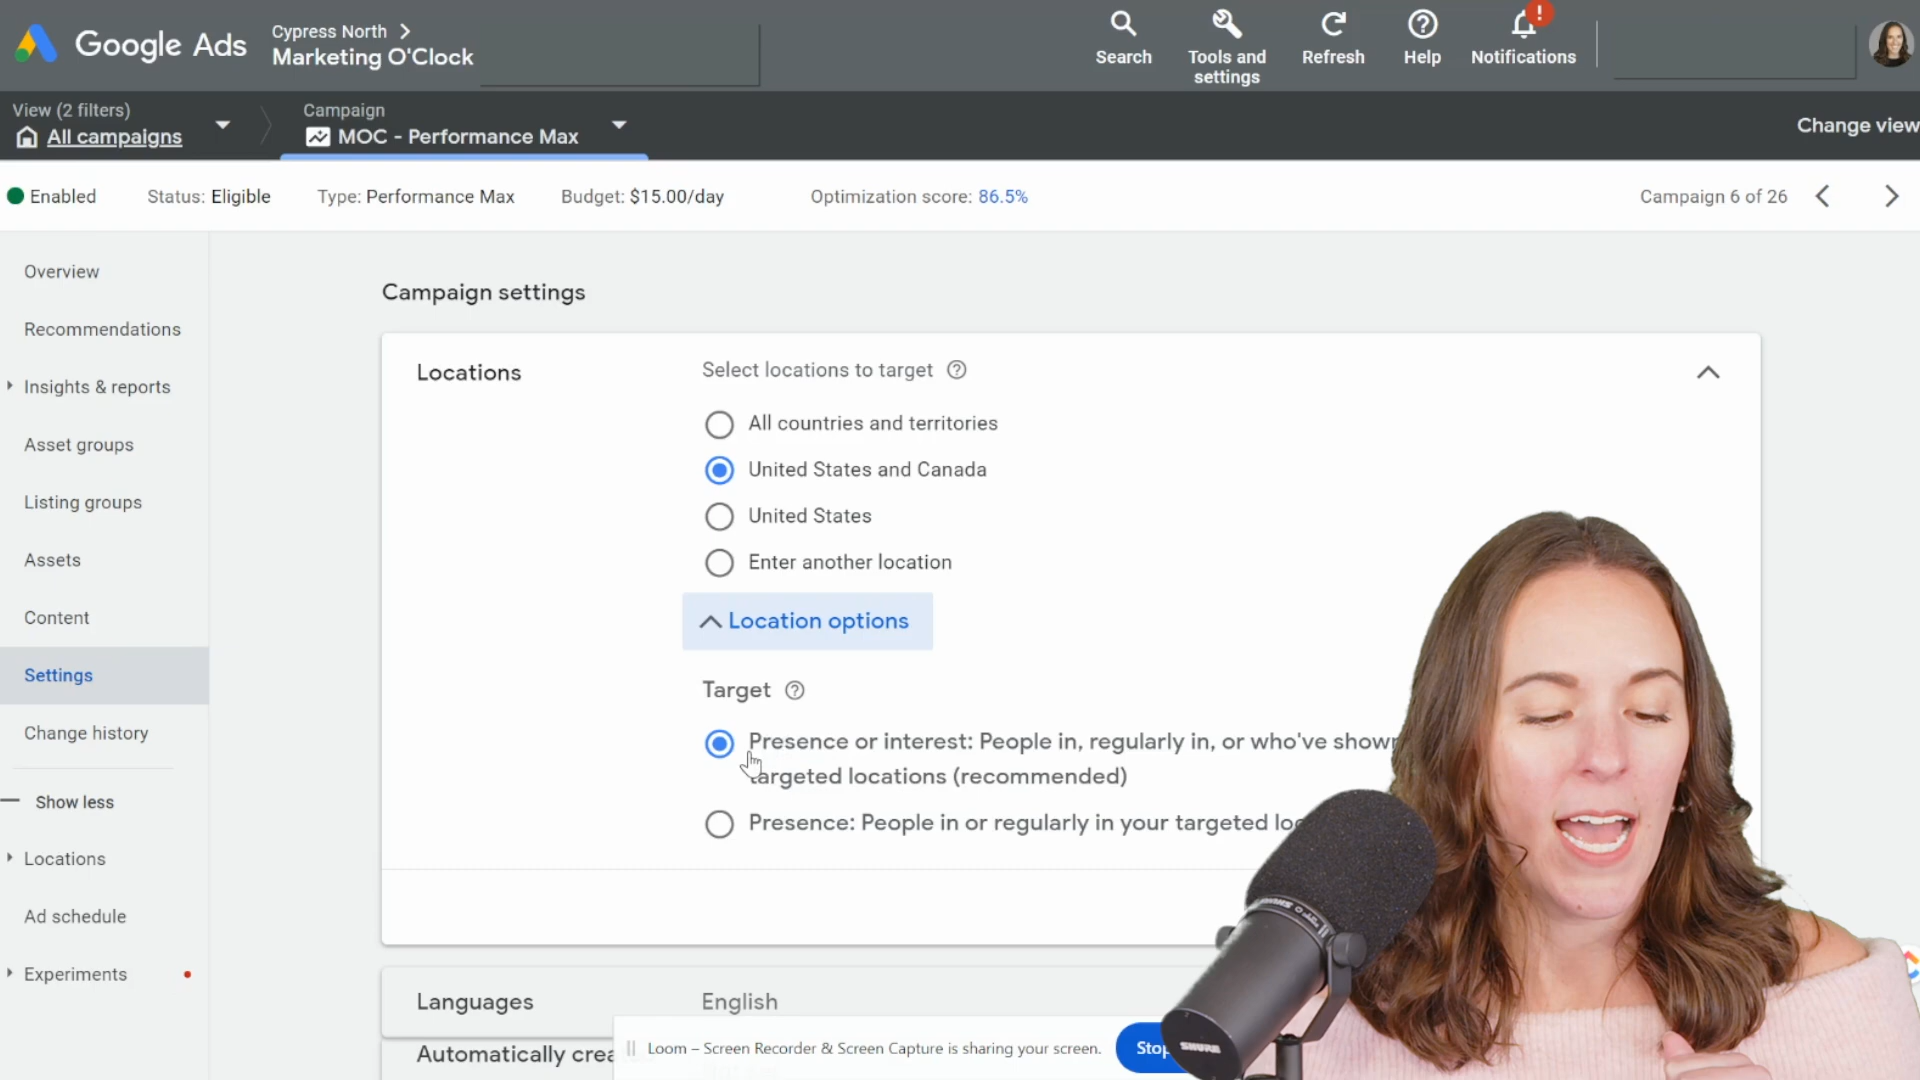 Google Ads
Cypress North
Marketing O'Clock
Search
Tools and
settings
Refresh
Help
!
Notifications
View (2 filters)
All campaigns
Campaign
MOC - Performance Max
Change view
Enabled
Status: Eligible
Type: Performance Max
Budget: $15.00/day
Optimization score: 86.5%
Campaign 6 of 26
Overview
Recommendations
Insights & reports
Asset groups
Listing groups
Assets
Content
Settings
Change history
Show less
Locations
Ad schedule
Experiments
Campaign settings
Locations
Select locations to target ?
All countries and territories
United States and Canada
United States
Enter another location
Location options
Target ?
Presence or interest: People in, regularly in, or who've shown
targeted locations (recommended)
Presence: People in or regularly in your targeted
Languages
English
Automatically
Loom – Screen Recorder & Screen Capture is sharing your screen.
Stop
SHURE